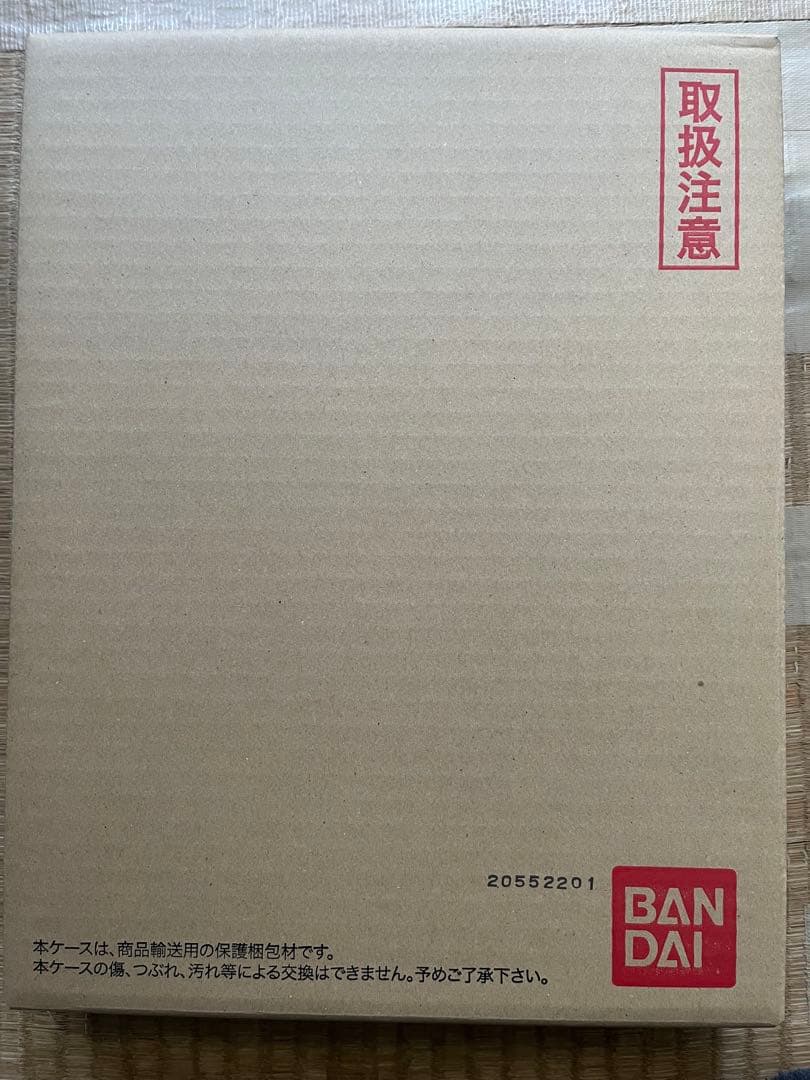 取扱注意
20552201
BAN
DAI
本ケースは、商品輸送用の保護梱包材です。
本ケースの傷、つぶれ、汚れ等による交換はできません。予めご了承下さい。